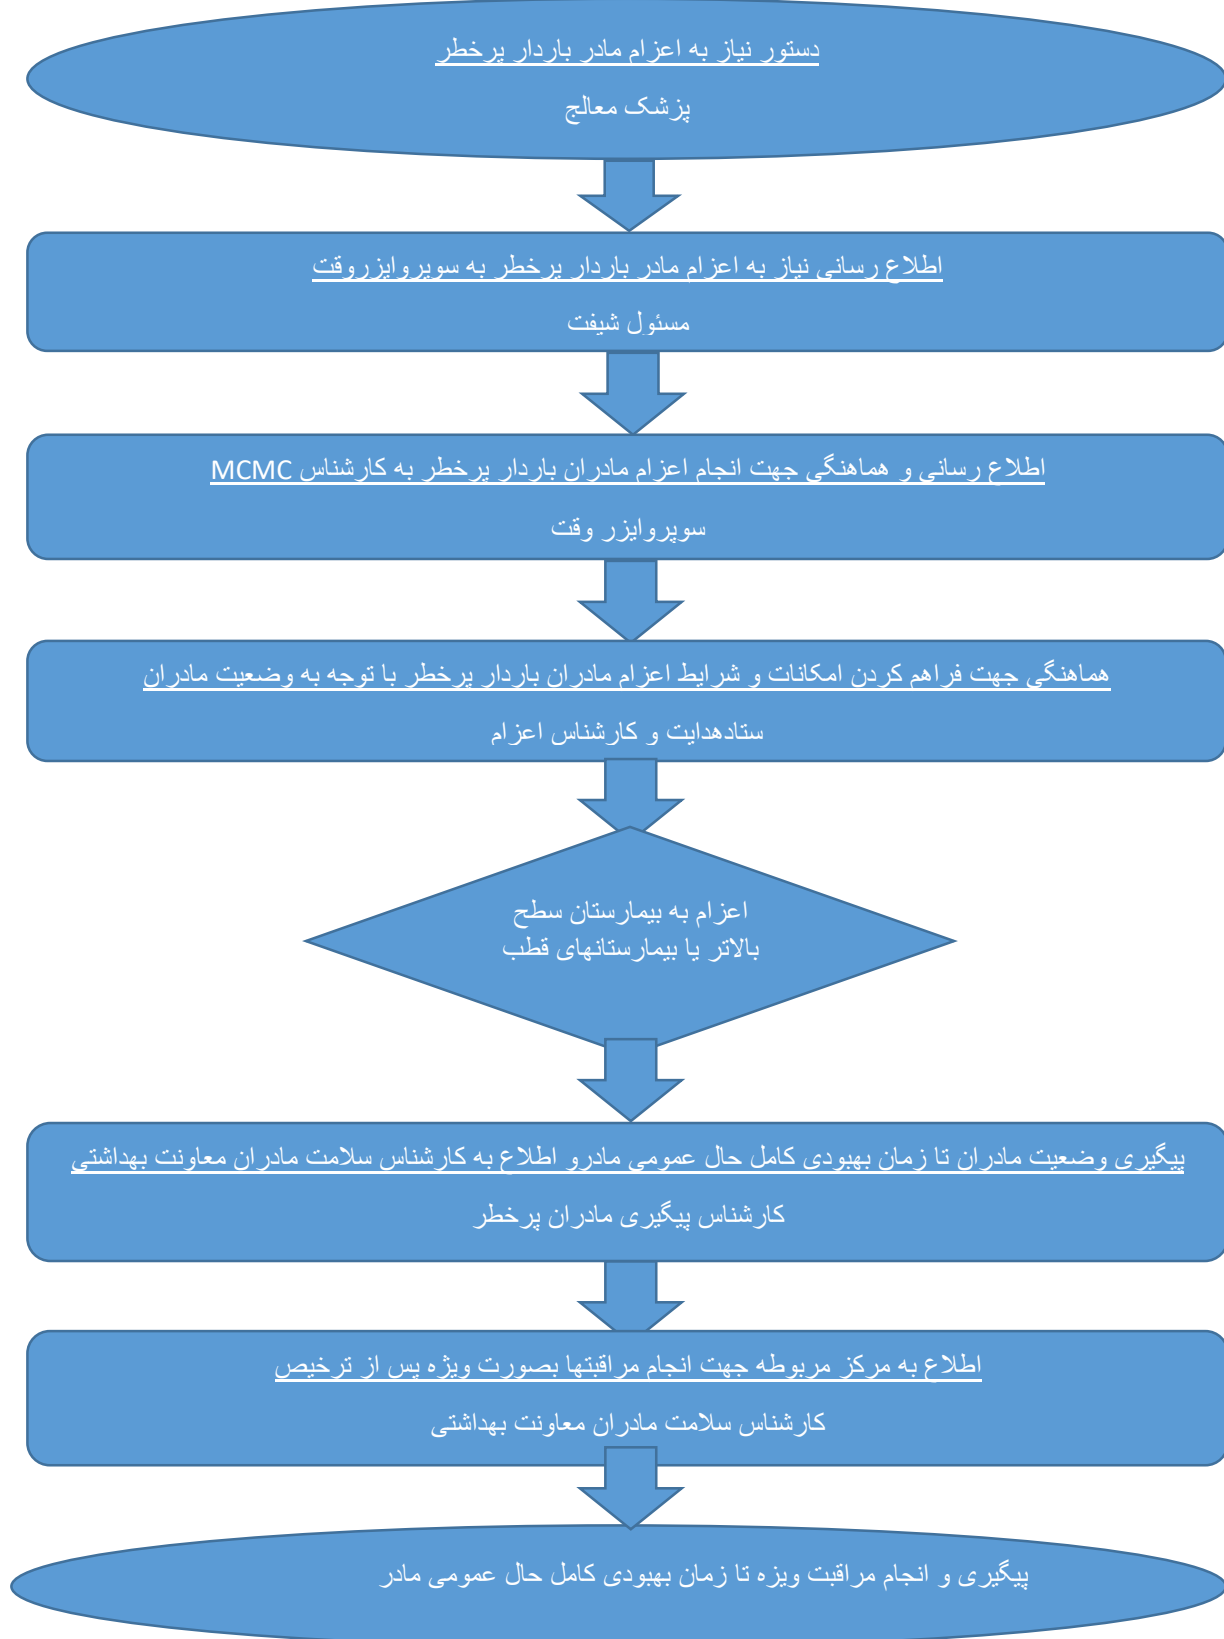 دستور نیاز به اعزام مادر باردار پرخطر
پزشک معالج
اطلاع رسانی نیاز به اعزام مادر باردار پرخطر به سوپروایزروقت
مسئول شیفت
اطلاع رسانی و هماهنگی جهت انجام اعزام مادران باردار پرخطر به کارشناس MCMC
سوپروایزر وقت
هماهنگی جهت فراهم کردن امکانات و شرایط اعزام مادران باردار پرخطر با توجه به وضعیت مادران
ستادهدایت و کارشناس اعزام
اعزام به بیمارستان سطح
بالاتر یا بیمارستانهای قطب
پیگیری وضعیت مادران تا زمان بهبودی کامل حال عمومی مادرو اطلاع به کارشناس سلامت مادران معاونت بهداشتی
کارشناس پیگیری مادران پرخطر
اطلاع به مرکز مربوطه جهت انجام مراقبتها بصورت ویژه پس از ترخیص
کارشناس سلامت مادران معاونت بهداشتی
پیگیری و انجام مراقبت ویزه تا زمان بهبودی کامل حال عمومی مادر